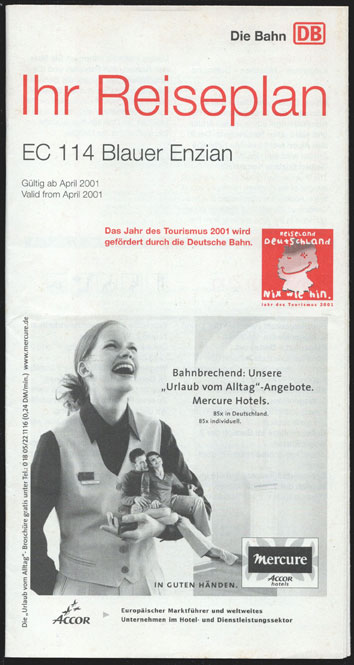 Die Bahn DB
Ihr Reiseplan
EC 114 Blauer Enzian
Gültig ab April 2001
Valid from April 2001
Das Jahr des Tourismus 2001 wird
gefördert durch die Deutsche Bahn.
REISELAND
DEUTSCHLAND
Nix wie hin.
Jahr des Tourismus 2001
Die „Urlaub vom Alltag“- Broschüre gratis unter Tel.: 0 18 05/22 11 16 (0,24 DM/min.) www.mercure.de
Bahnbrechend: Unsere
„Urlaub vom Alltag“-Angebote.
Mercure Hotels.
85x in Deutschland.
85x individuell.
Mercure
ACCOR
hotels
IN GUTEN HÄNDEN.
ACCOR
Europäischer Marktführer und weltweites
Unternehmen im Hotel- und Dienstleistungssektor